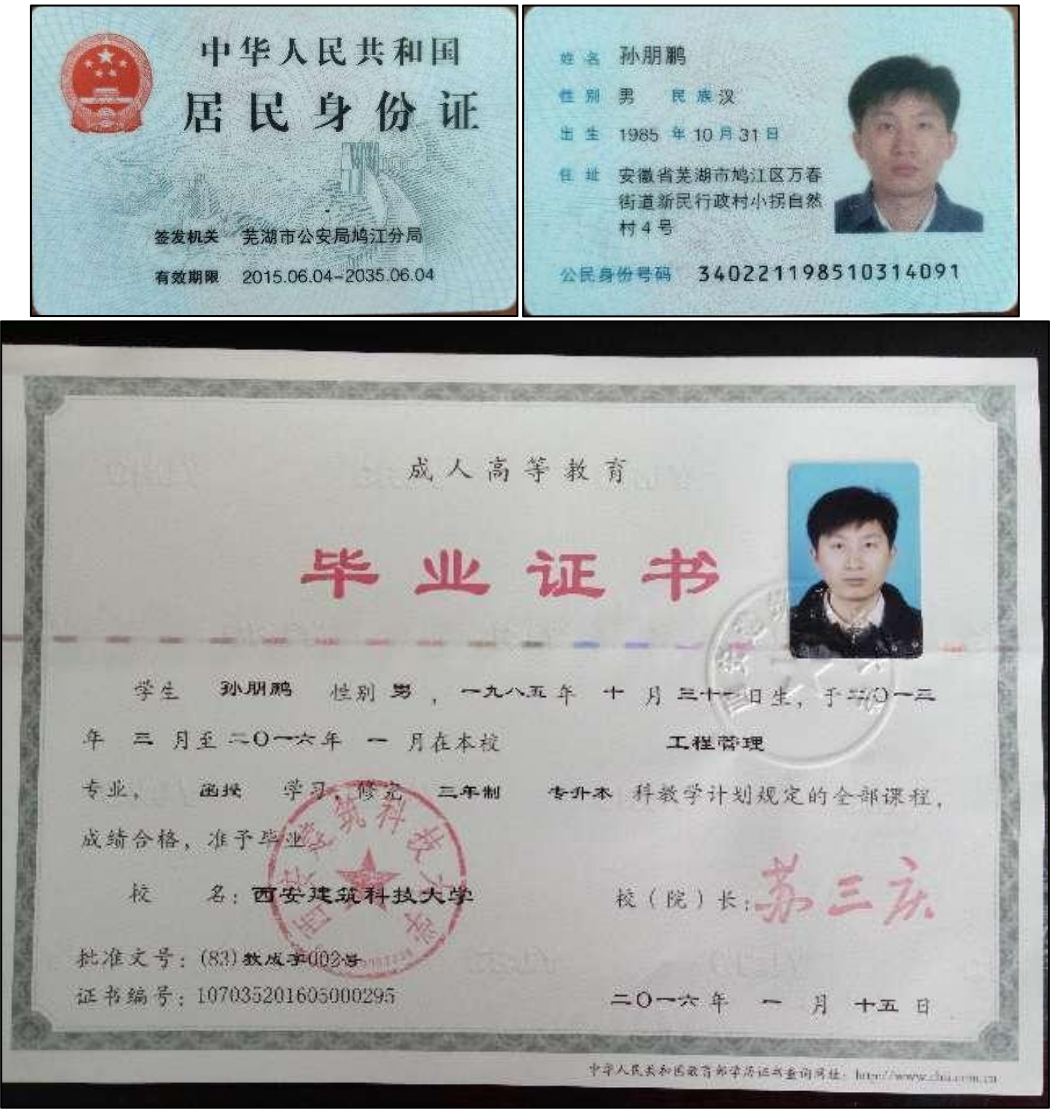 中华人民共和国
居民身份证
签发机关 芜湖市公安局鸠江分局
有效期限 2015.06.04-2035.06.04
姓名 孙朋鹏
性别 男 民族 汉
出生 1985 年 10 月 31 日
住址 安徽省芜湖市鸠江区万春
街道新民行政村小拐自然
村4号
公民身份号码 340221198510314091
成人高等教育
毕业证书
学生 孙朋鹏 性别 男 ，一九八五年 十 月 三十一日生，于二〇一三
年 三 月至 二〇一六年 一 月在本校 工程管理
专业， 函授 学习，修完 三年制 专升本 科教学计划规定的全部课程，
成绩合格，准予毕业
校 名：西安建筑科技大学 校（院）长：苏三庆
批准文号：(83)教成字002号
证书编号：107035201605000295 二〇一六年 一 月 十五 日
西安建筑科技大学
中华人民共和国教育部学历证书查询网址：http://www.chsi.com.cn